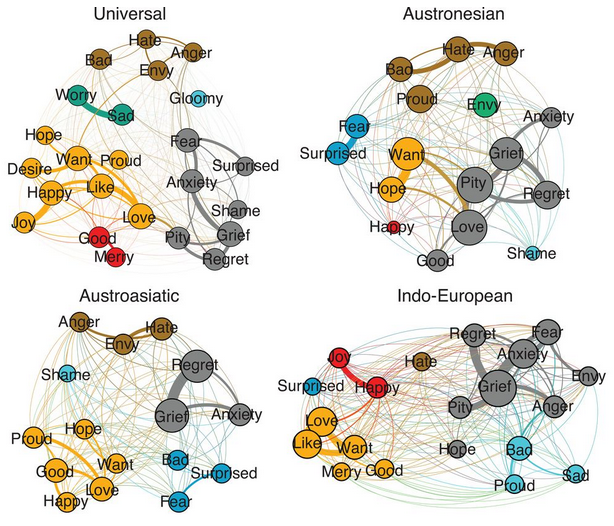 Universal
Hate
Bad
Anger
Envy
Worry
Gloomy
Sad
Hope
Fear
Want
Proud
Surprised
Desire
Anxiety
Happy
Like
Shame
Joy
Love
Good
Pity
Grief
Merry
Regret
Austronesian
Hate
Anger
Bad
Proud
Envy
Anxiety
Fear
Surprised
Want
Grief
Hope
Pity
Regret
Happy
Love
Good
Shame
Austroasiatic
Anger
Hate
Envy
Shame
Regret
Grief
Anxiety
Proud
Hope
Good
Want
Bad
Surprised
Love
Happy
Fear
Indo-European
Regret
Fear
Joy
Hate
Anxiety
Surprised
Happy
Grief
Envy
Pity
Anger
Love
Like
Want
Hope
Bad
Merry
Good
Sad
Proud